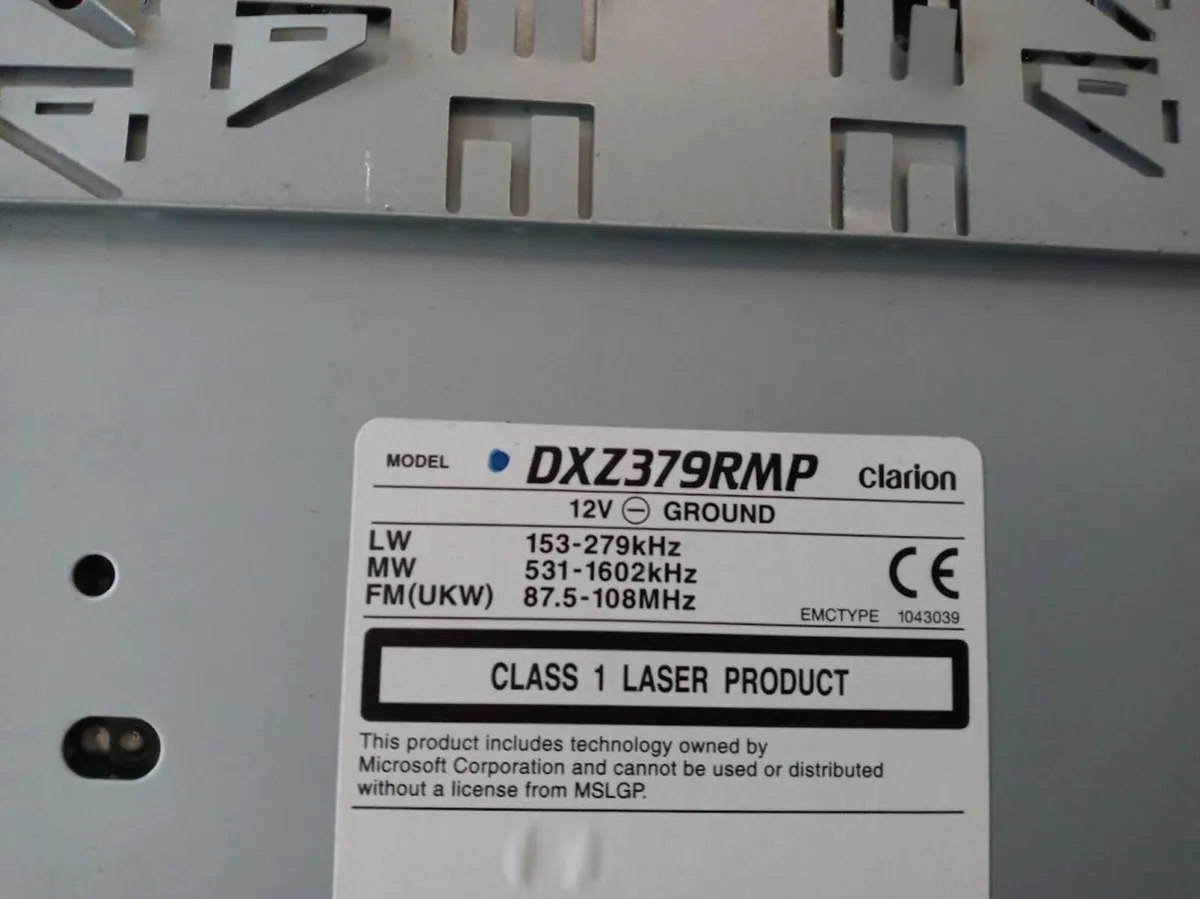 MODEL DXZ379RMP clarion
12V ⊖ GROUND
LW 153-279kHz
MW 531-1602kHz
FM(UKW) 87.5-108MHz
CE
EMCTYPE 1043039
CLASS 1 LASER PRODUCT
This product includes technology owned by
Microsoft Corporation and cannot be used or distributed
without a license from MSLGP.